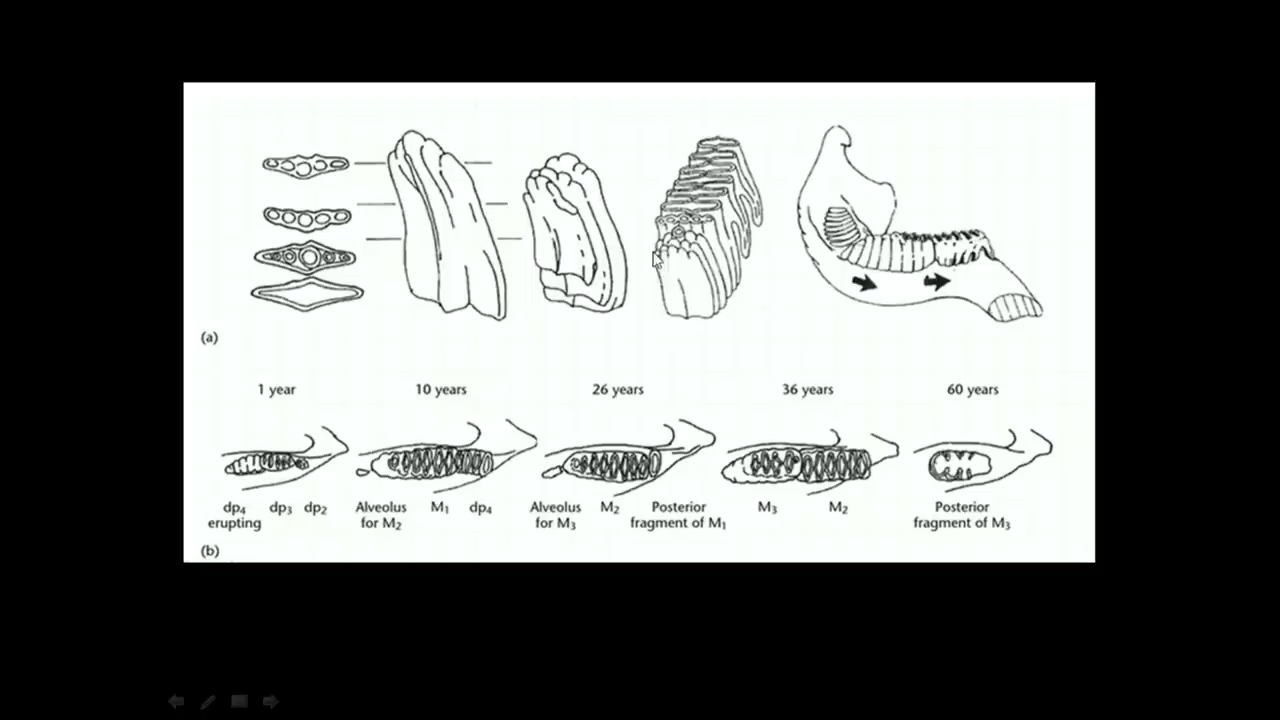 (a)
1 year 10 years 26 years 36 years 60 years
dp4 dp3 dp2 Alveolus M1 dp4 Alveolus M2 Posterior M3 M2 Posterior
erupting for M2 for M3 fragment of M1 fragment of M3
(b)